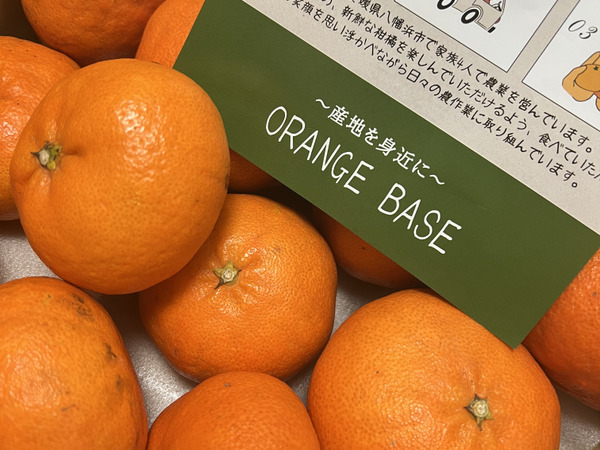 媛県八幡浜市で家族4人で農業を営んでいます。
、新鮮な柑橘を楽しんでいただけるよう、食べていた
笑顔を思い浮かべながら日々の農作業に取り組んでいます。
03
〜産地を身近に〜
ORANGE BASE